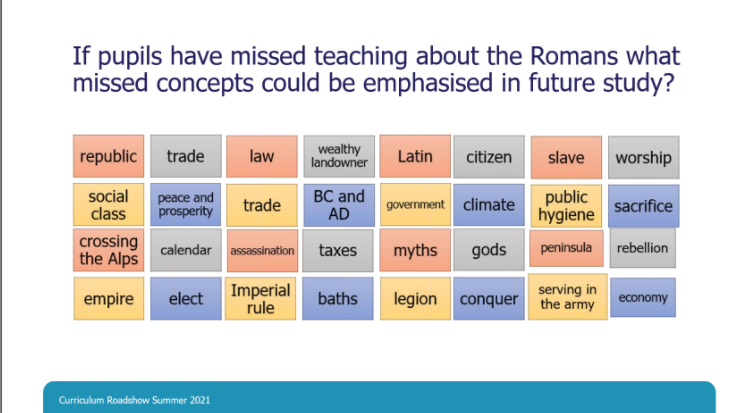 If pupils have missed teaching about the Romans what
missed concepts could be emphasised in future study?
republic
trade
law
wealthy
landowner
Latin
citizen
slave
worship
social
class
peace and
prosperity
trade
BC and
AD
government
climate
public
hygiene
sacrifice
crossing
the Alps
calendar
assassination
taxes
myths
gods
peninsula
rebellion
empire
elect
Imperial
rule
baths
legion
conquer
serving in
the army
economy
Curriculum Roadshow Summer 2021